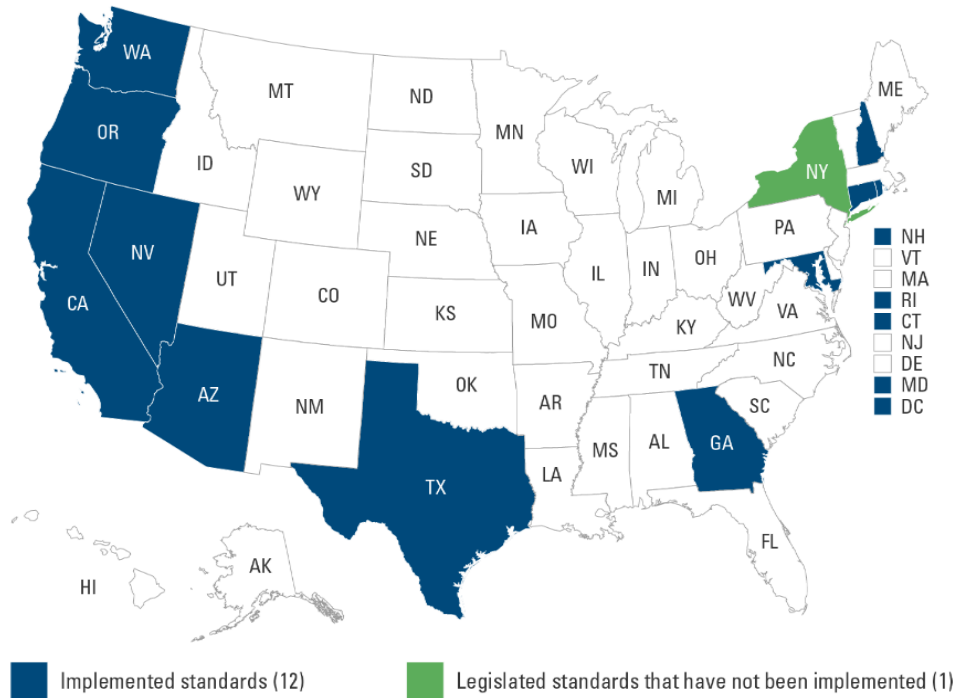 WA
MT
ND
MN
ME
OR
ID
SD
WI
NY
WY
MI
IA
PA
NE
NH
NV
OH
VT
UT
IL
IN
MA
CA
CO
WV
RI
KS
MO
VA
CT
KY
NJ
NC
DE
TN
MD
AZ
OK
DC
NM
AR
SC
MS
AL
GA
TX
LA
FL
AK
HI
Implemented standards (12)
Legislated standards that have not been implemented (1)